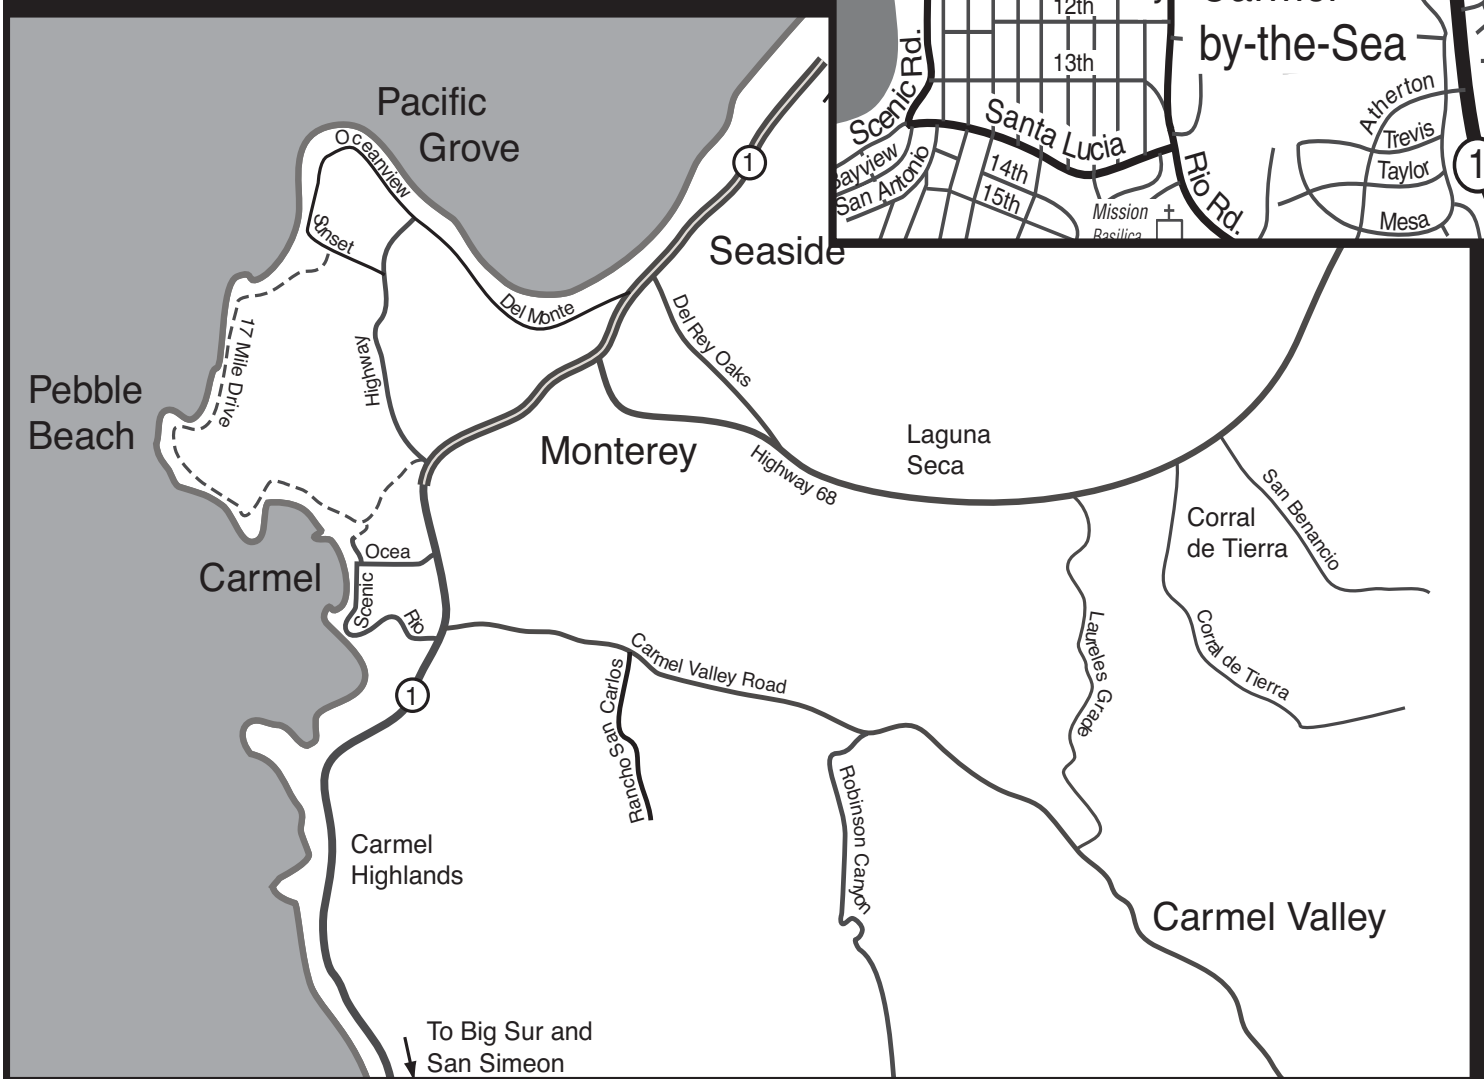 12th
by-the-Sea
13th
Scenic Rd.
Santa Lucia
Atherton
Trevis
Taylor
Mesa
1
14th
15th
San Antonio
Rio Rd.
Mission
Basilica
Pacific
Grove
Oceanview
Sunset
1
Seaside
Del Monte
Del Rey Oaks
17 Mile Drive
Highway
Pebble
Beach
Monterey
Highway 68
Laguna
Seca
San Benancio
Corral
de Tierra
Corral de Tierra
Laureles Grade
Ocea
Carmel
Scenic
Rio
Carmel Valley Road
Rancho San Carlos
1
Robinson Canyon
Carmel
Highlands
Carmel Valley
To Big Sur and
San Simeon